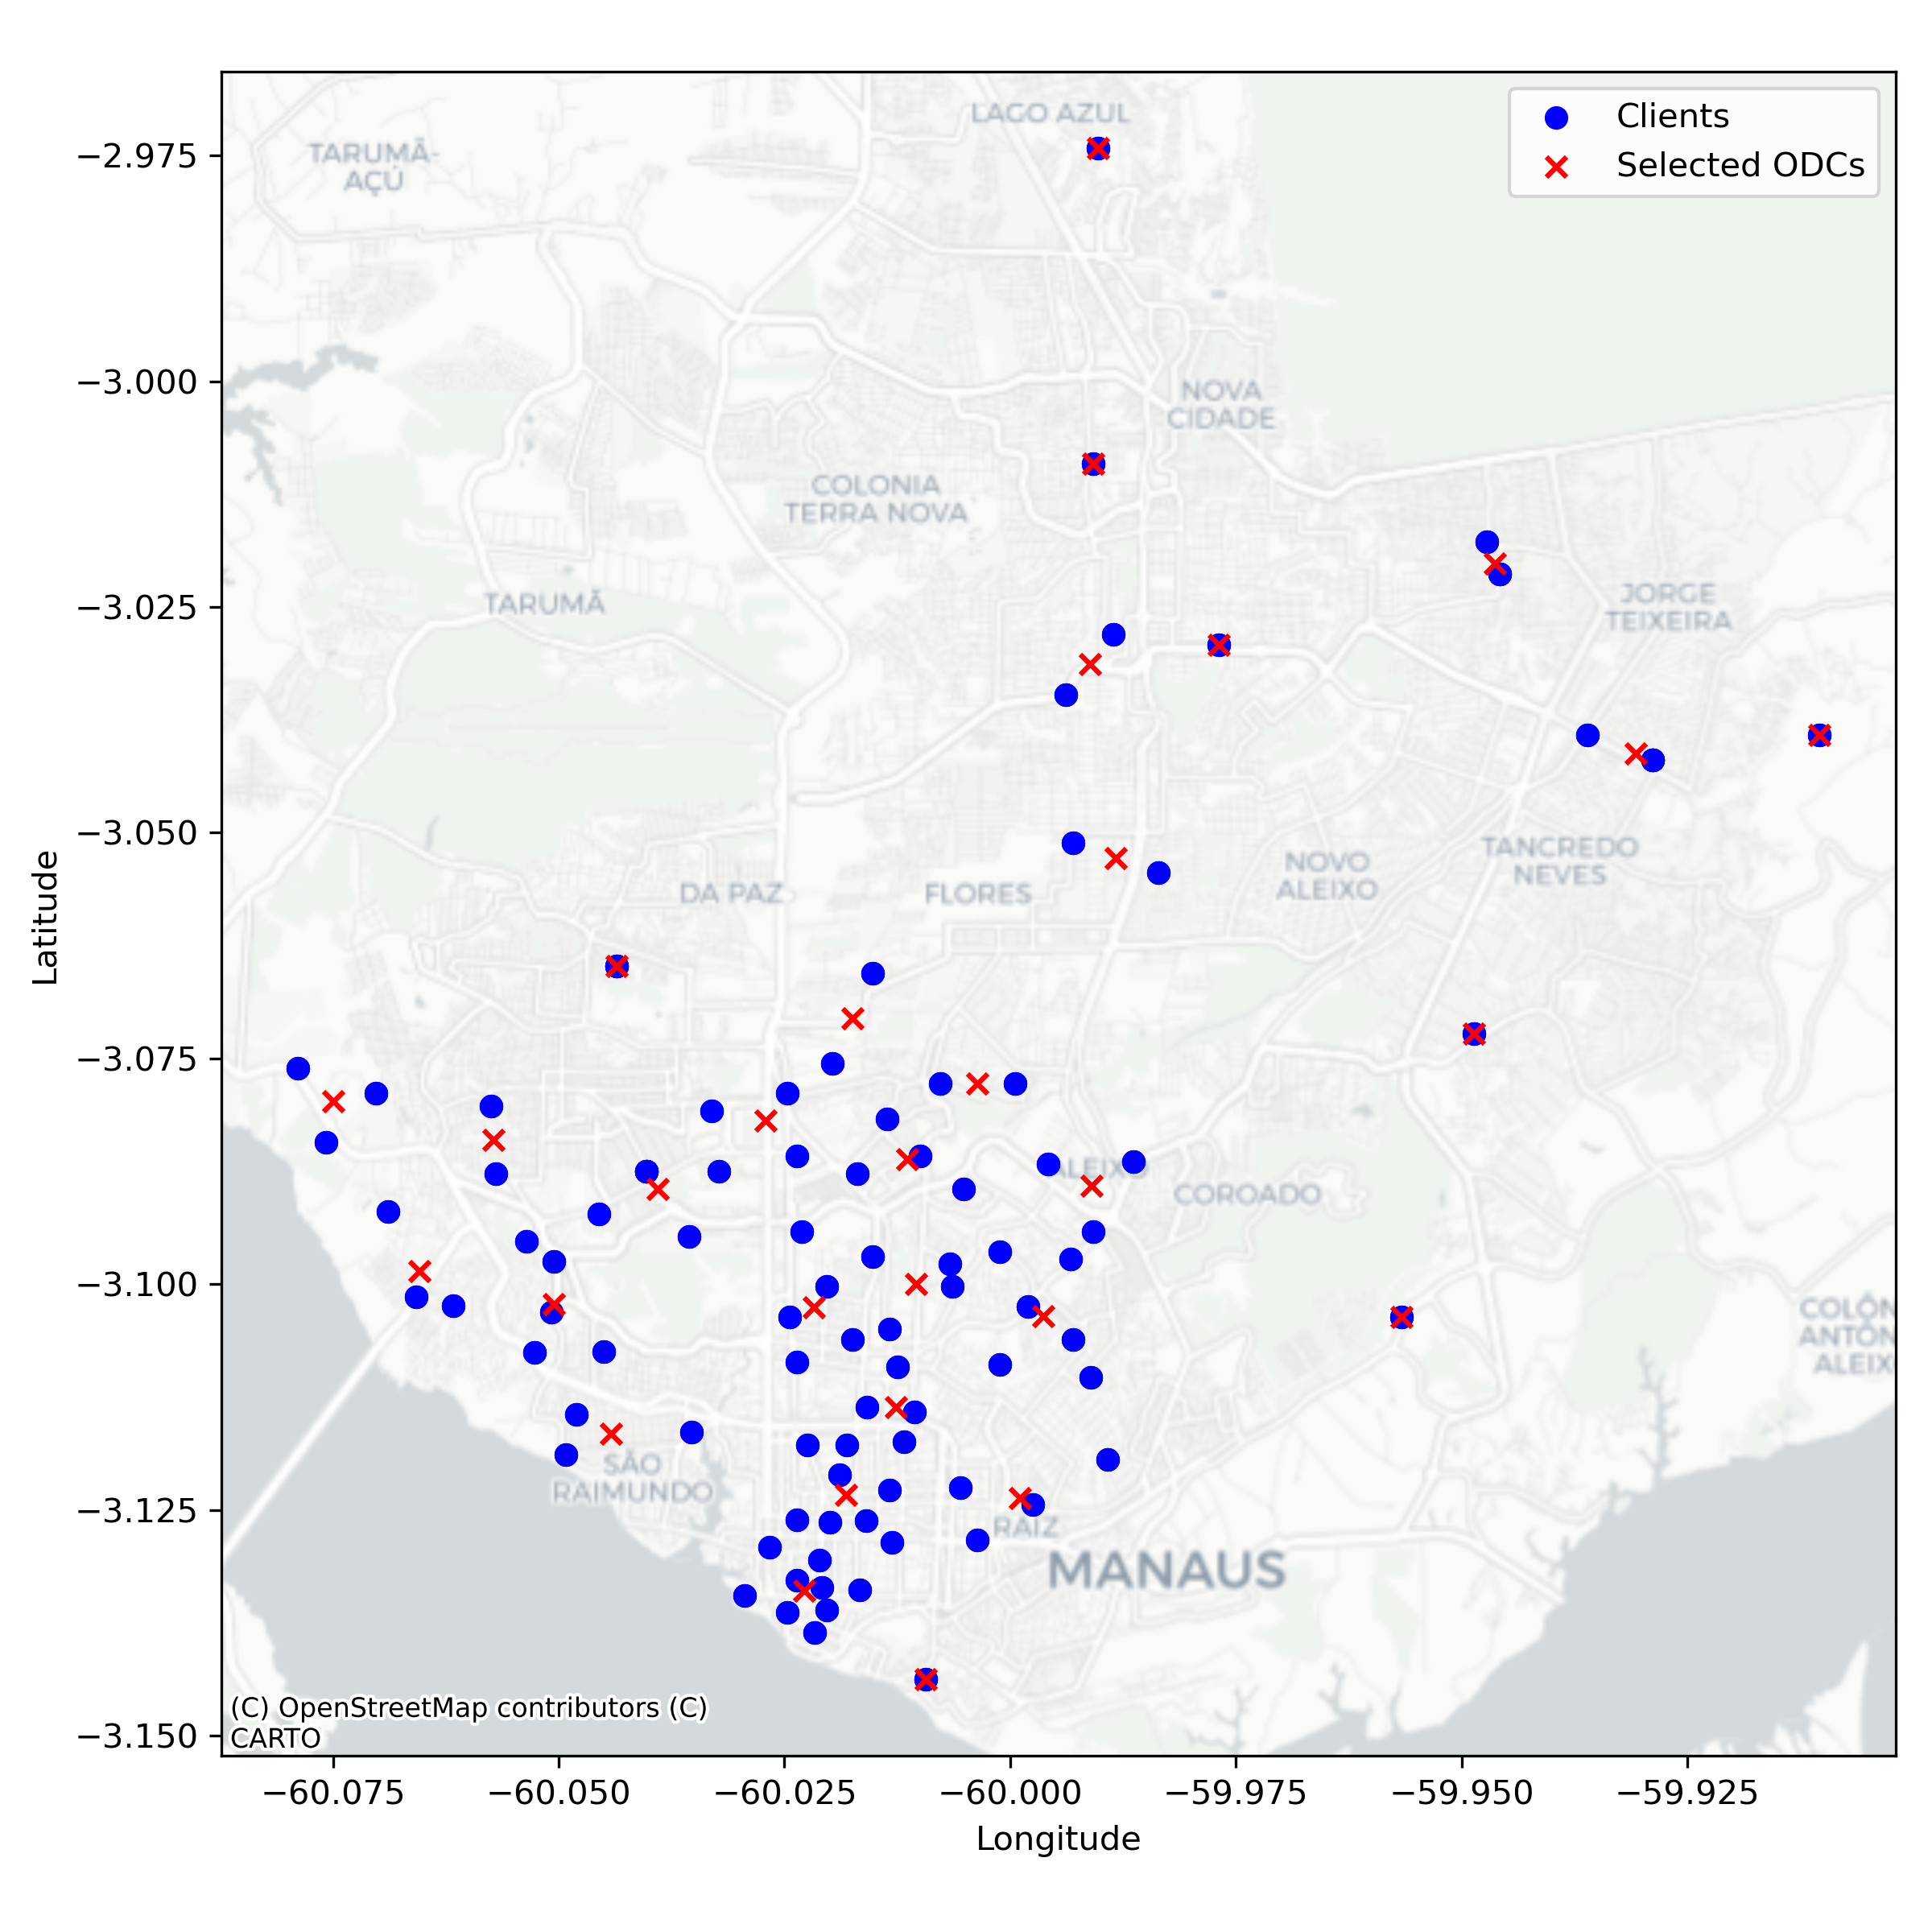 LAGO AZUL
Clients
Selected ODCs
TARUMÃ-
AÇÚ
−2.975
−3.000
−3.025
−3.050
−3.075
−3.100
−3.125
−3.150
Latitude
NOVA
CIDADE
COLONIA
TERRA NOVA
TARUMÃ
JORGE
TEIXEIRA
TANCREDO
NEVES
NOVO
ALEIXO
DA PAZ
FLORES
ALEIXO
COROADO
COLÔN
ANTÔN
ALEIX
SÃO
RAIMUNDO
RAIZ
MANAUS
(C) OpenStreetMap contributors (C)
CARTO
−60.075
−60.050
−60.025
−60.000
−59.975
−59.950
−59.925
Longitude